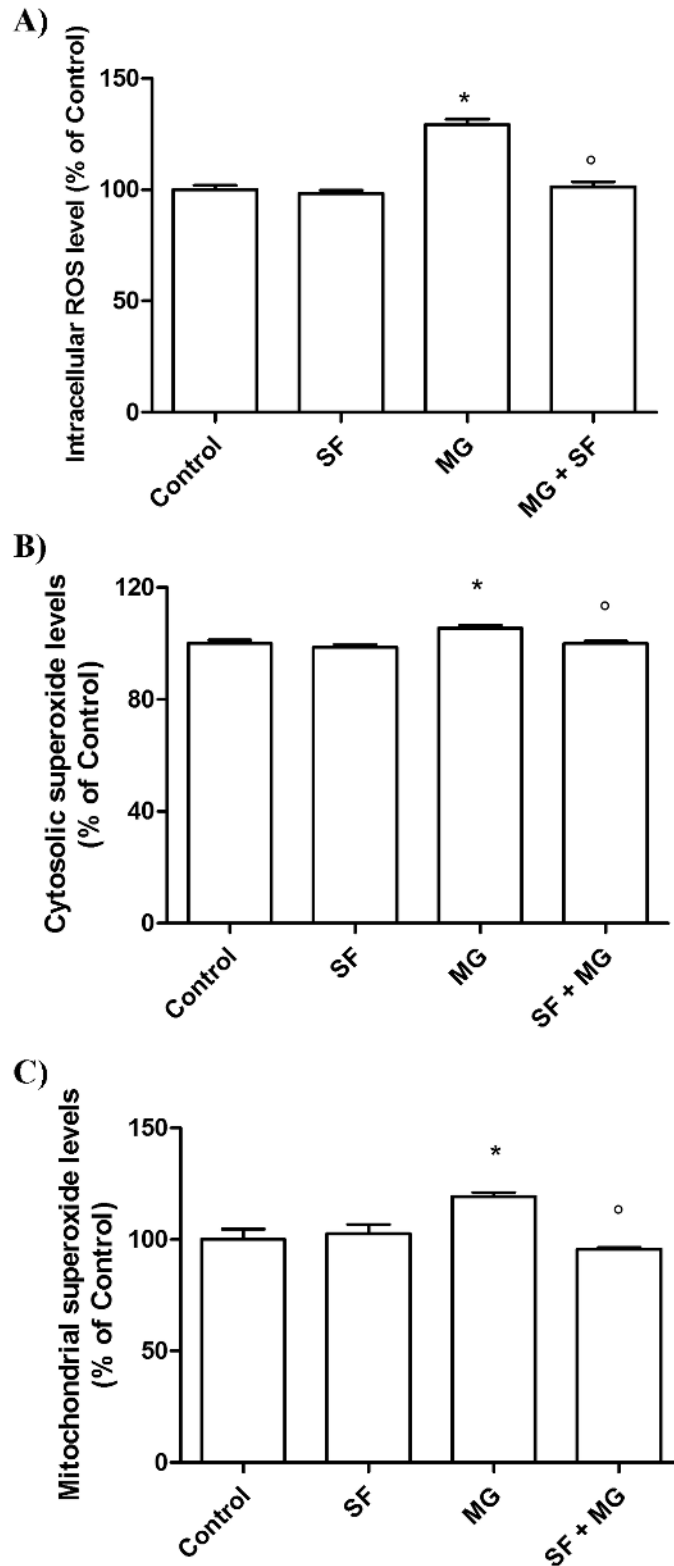 A)
Intracellular ROS level (% of Control)
150
100
50
0
*
°
Control
SF
MG
MG + SF
B)
Cytosolic superoxide levels
(% of Control)
120
80
40
0
*
°
Control
SF
MG
SF + MG
C)
Mitochondrial superoxide levels
(% of Control)
150
100
50
0
*
°
Control
SF
MG
SF + MG